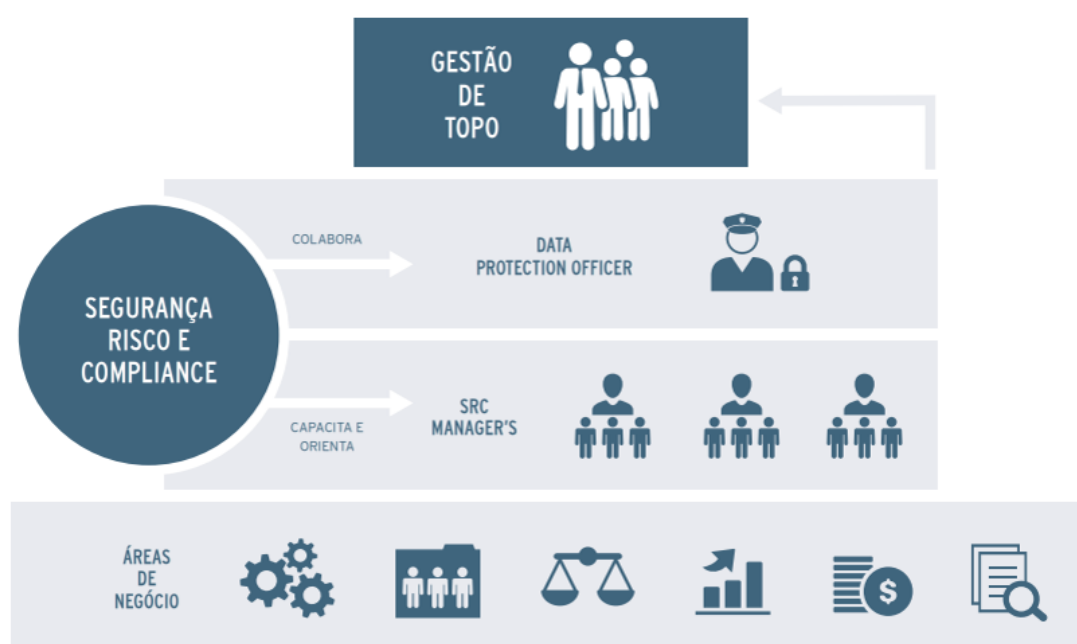 GESTÃO
DE
TOPO
SEGURANÇA
RISCO E
COMPLIANCE
COLABORA
DATA
PROTECTION OFFICER
CAPACITA E
ORIENTA
SRC
MANAGER'S
ÁREAS
DE
NEGÓCIO
$